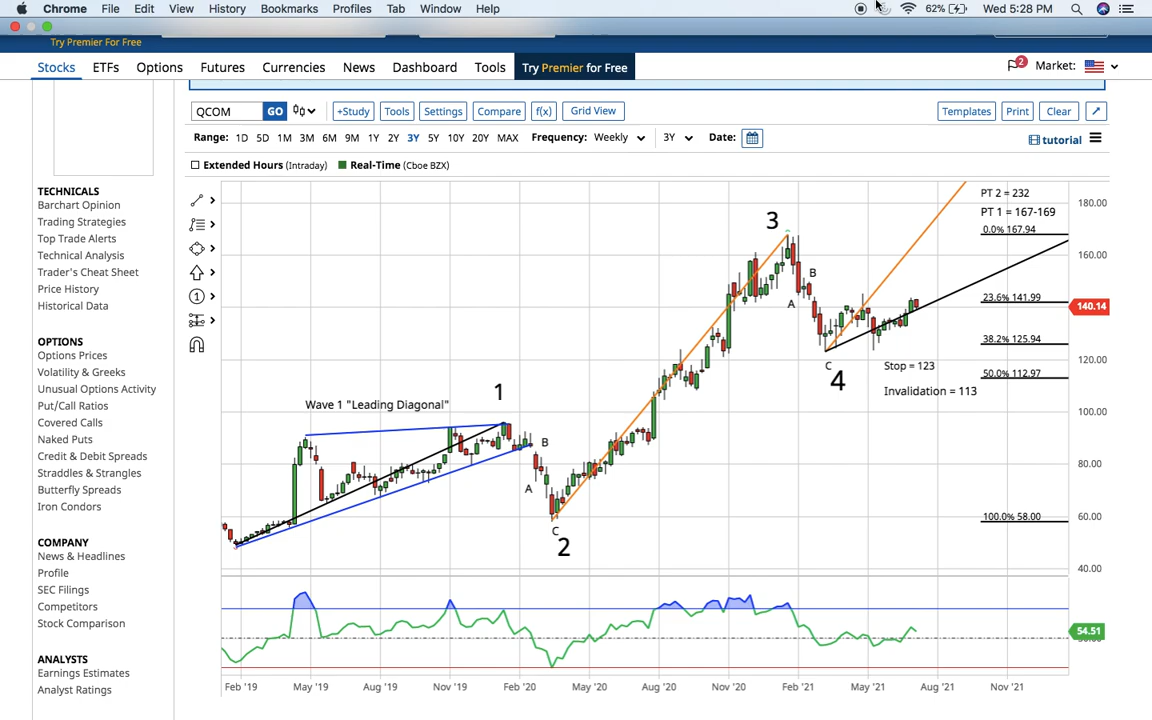 Chrome File Edit View History Bookmarks Profiles Tab Window Help 62% Wed 5:28 PM
Try Premier For Free
Stocks ETFs Options Futures Currencies News Dashboard Tools Try Premier for Free 2 Market:
QCOM GO +Study Tools Settings Compare f(x) Grid View Templates Print Clear
Range: 1D 5D 1M 3M 6M 9M 1Y 2Y 3Y 5Y 10Y 20Y MAX Frequency: Weekly 3Y Date: tutorial
Extended Hours (Intraday) Real-Time (Cboe BZX)
TECHNICALS
Barchart Opinion
Trading Strategies
Top Trade Alerts
Technical Analysis
Trader's Cheat Sheet
Price History
Historical Data
OPTIONS
Options Prices
Volatility & Greeks
Unusual Options Activity
Put/Call Ratios
Covered Calls
Naked Puts
Credit & Debit Spreads
Straddles & Strangles
Butterfly Spreads
Iron Condors
COMPANY
News & Headlines
Profile
SEC Filings
Competitors
Stock Comparison
ANALYSTS
Earnings Estimates
Analyst Ratings
1
PT 2 = 232
180.00
PT 1 = 167-169
3
0.0% 167.94
160.00
B
A
23.6% 141.99
140.14
38.2% 125.94
120.00
C
4
Stop = 123
50.0% 112.97
Invalidation = 113
1
Wave 1 "Leading Diagonal"
100.00
B
80.00
A
100.0% 58.00
60.00
C
2
40.00
54.51
Feb '19 May '19 Aug '19 Nov '19 Feb '20 May '20 Aug '20 Nov '20 Feb '21 May '21 Aug '21 Nov '21